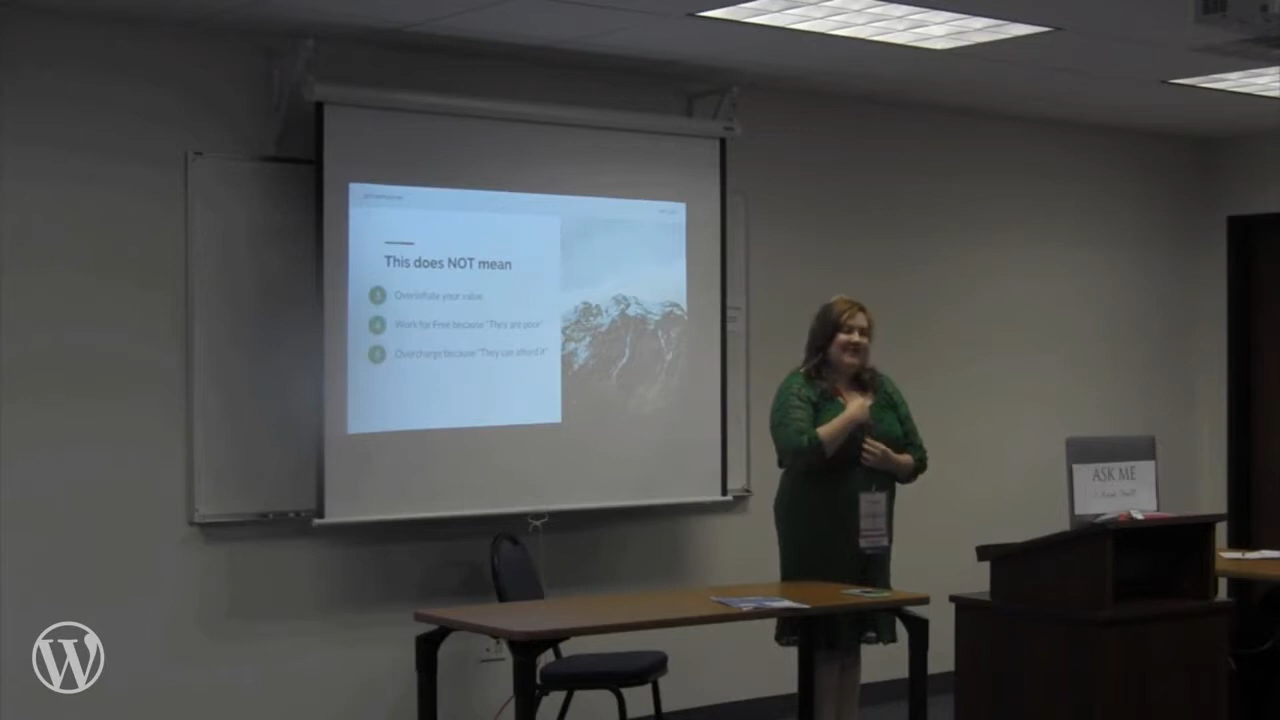 This does NOT mean
Overinflate your value
Work for Free because "They are poor"
Overcharge because "They can afford it"
ASK ME